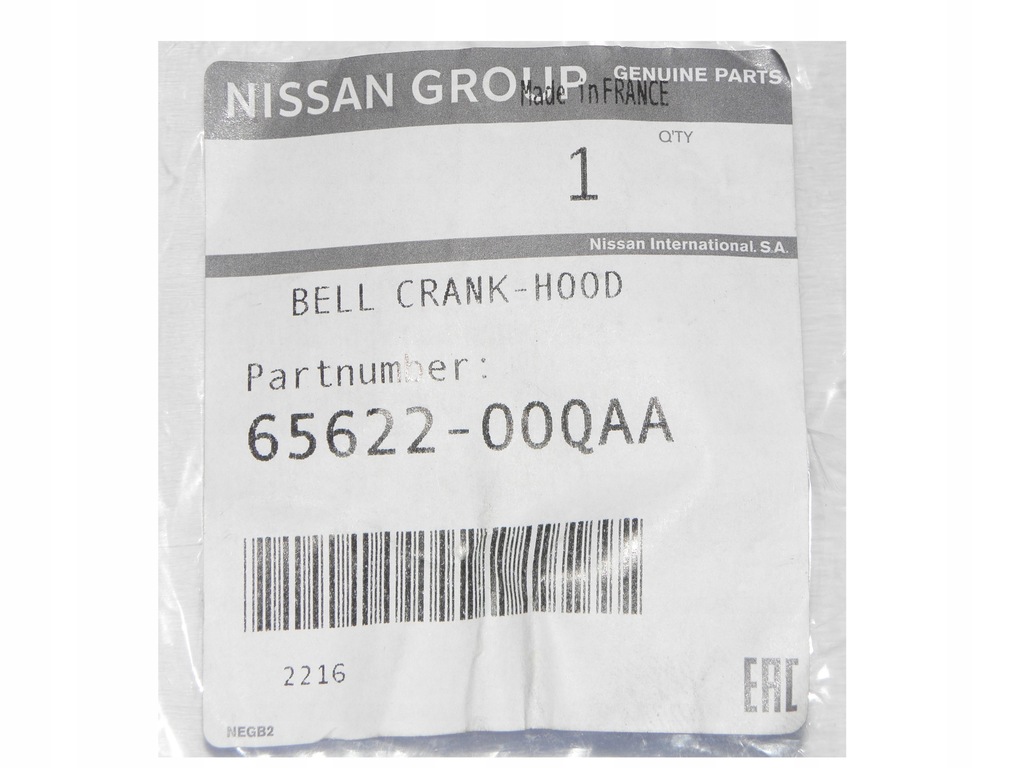 NISSAN GROUP GENUINE PARTS
Made in FRANCE
Q'TY
1
Nissan International. S.A.
BELL CRANK-HOOD
Partnumber:
65622-00QAA
2216
EAC
NEGB2